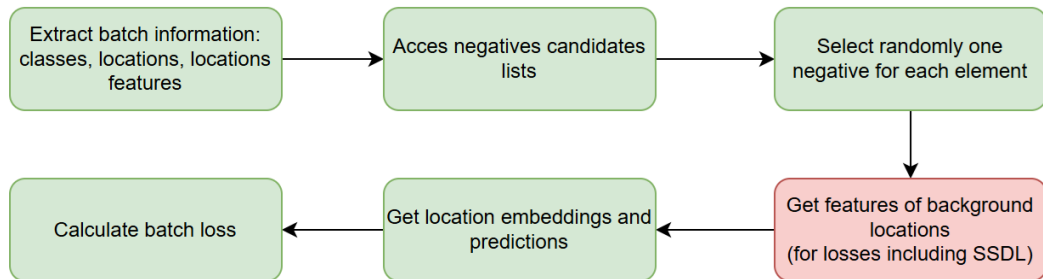 Extract batch information:
classes, locations, locations
features
Acces negatives candidates
lists
Select randomly one
negative for each element
Get features of background
locations
(for losses including SSDL)
Get location embeddings and
predictions
Calculate batch loss